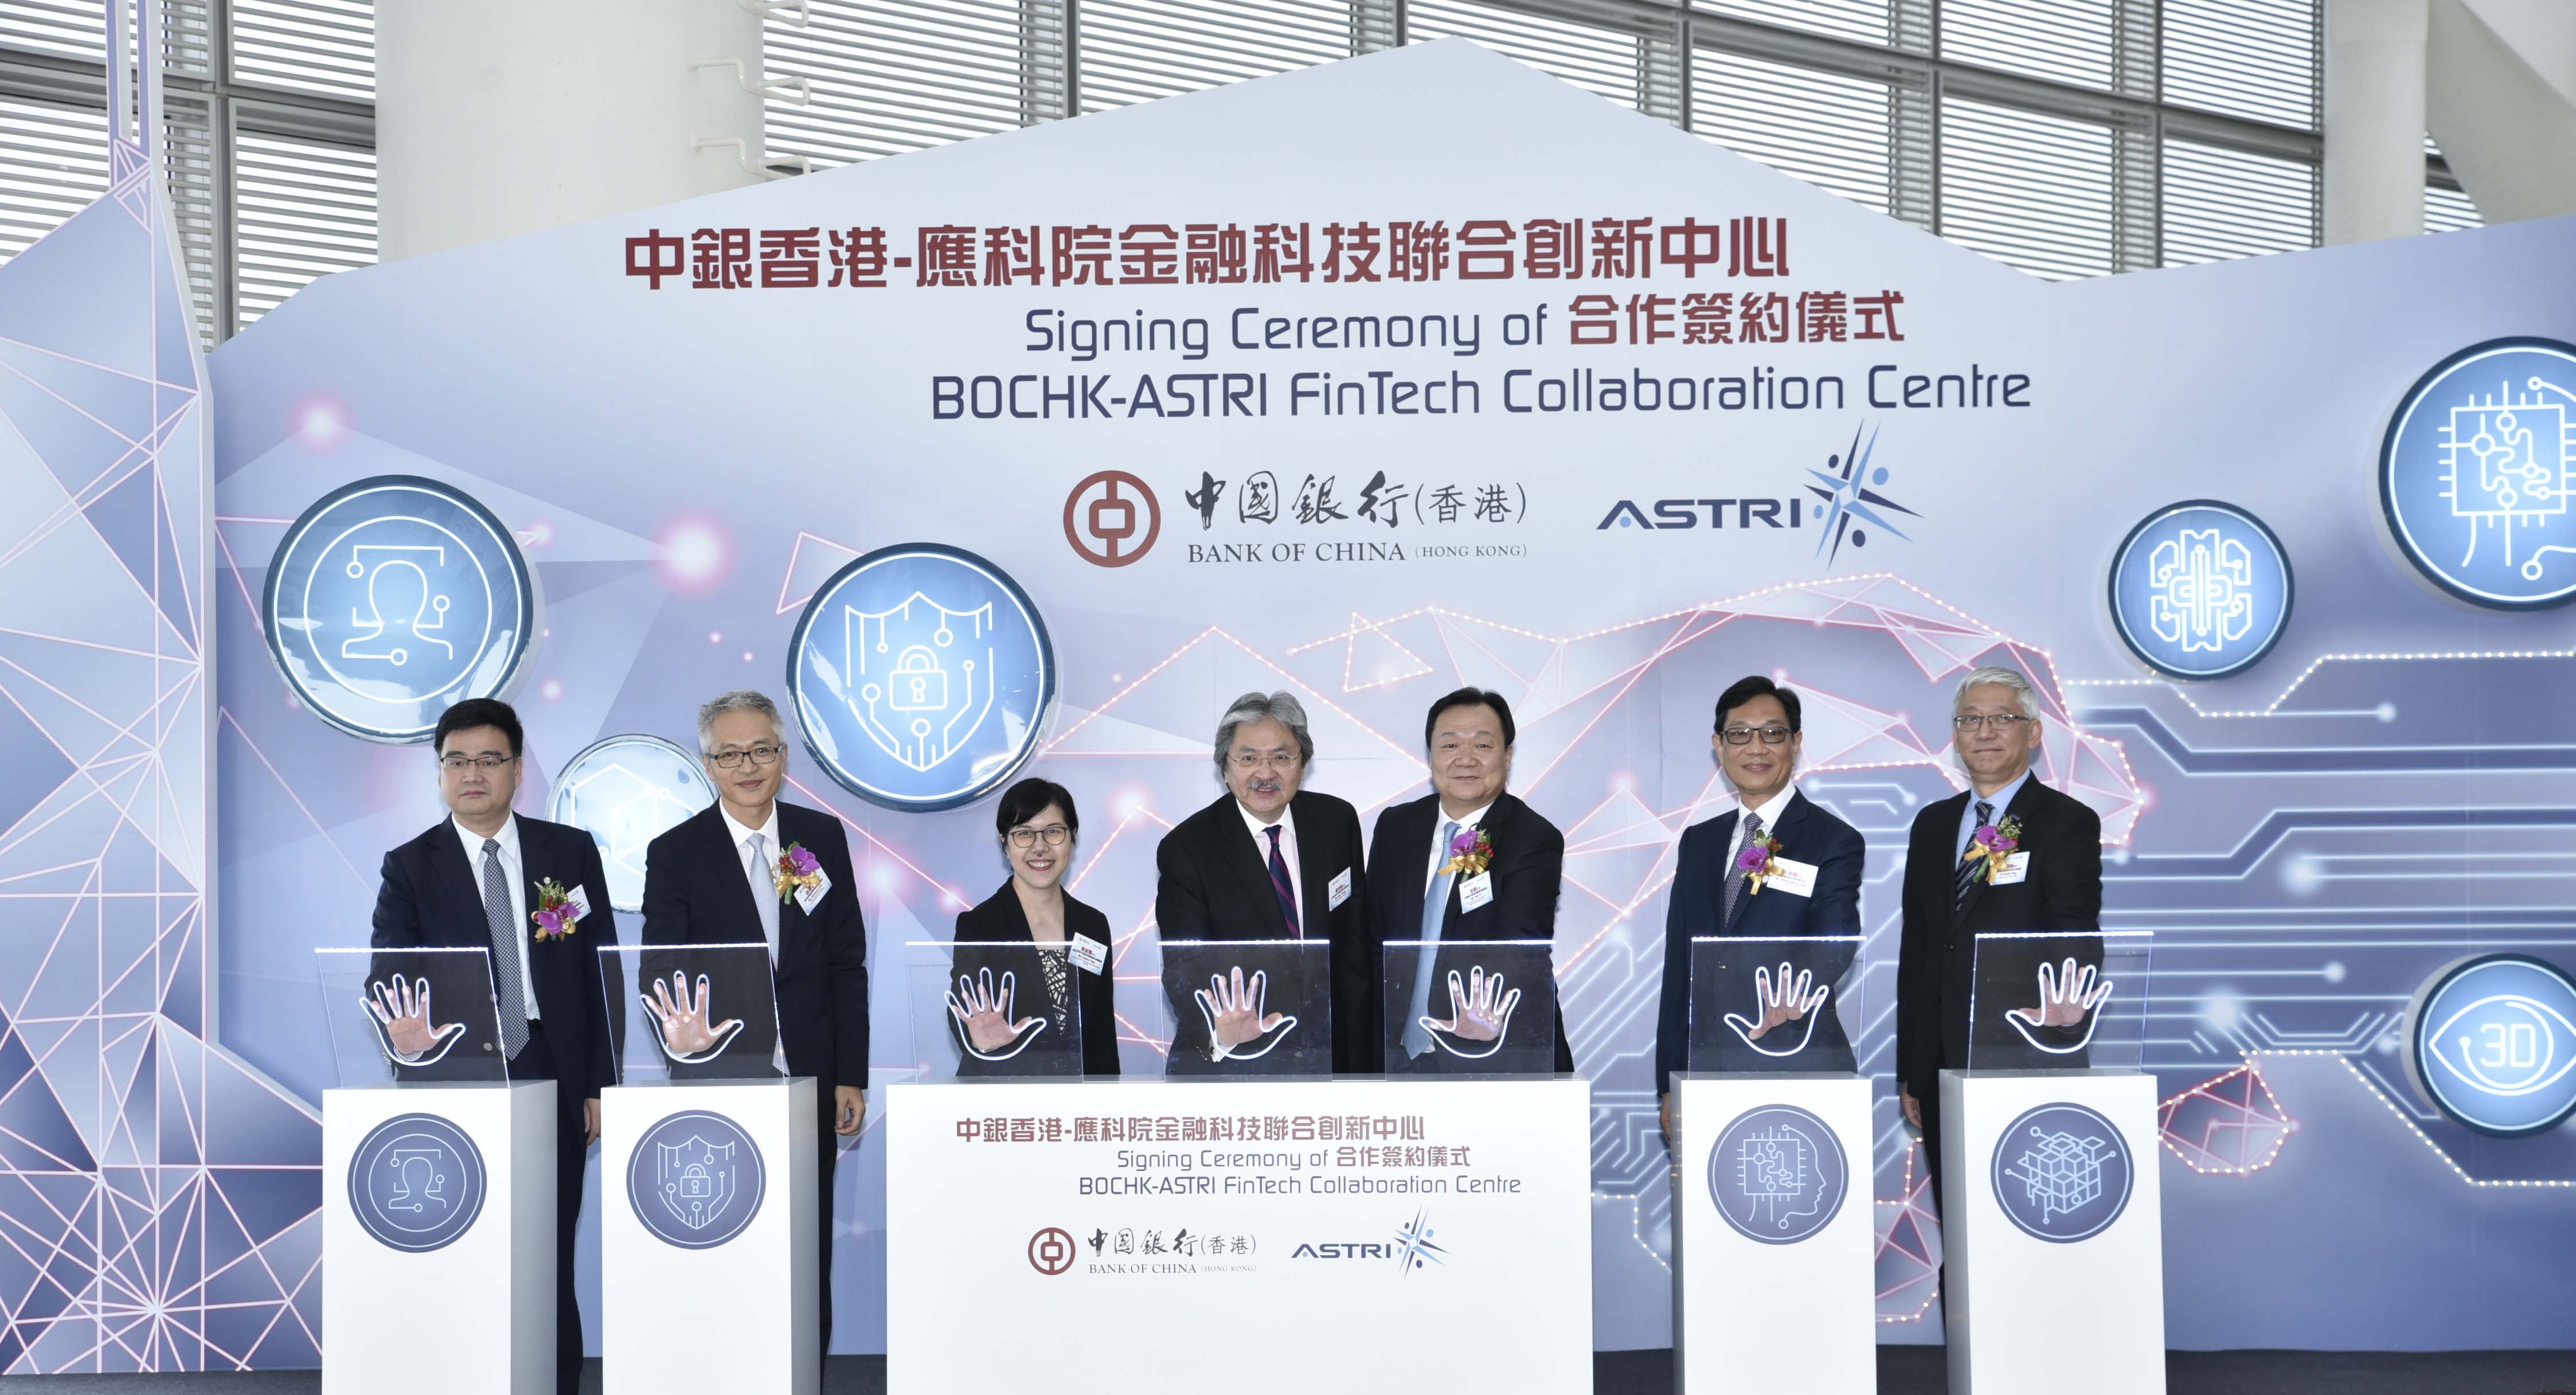 中銀香港-應科院金融科技聯合創新中心
Signing Ceremony of 合作簽約儀式
BOCHK-ASTRI FinTech Collaboration Centre
中國銀行(香港)
BANK OF CHINA (HONG KONG)
ASTRI
3D
中銀香港-應科院金融科技聯合創新中心
Signing Ceremony of 合作簽約儀式
BOCHK-ASTRI FinTech Collaboration Centre
中國銀行(香港)
BANK OF CHINA (HONG KONG)
ASTRI